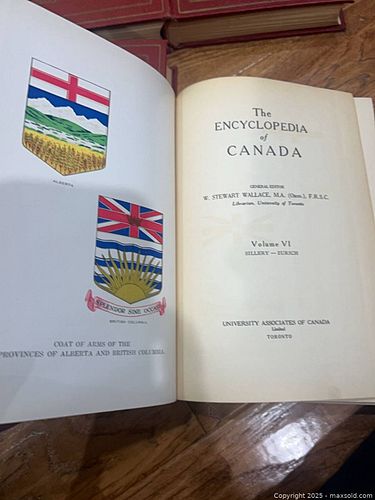 ALBERTA
SPLENDOR SINE OCCASU
BRITISH COLUMBIA
COAT OF ARMS OF THE
PROVINCES OF ALBERTA AND BRITISH COLUMBIA.
The
ENCYCLOPEDIA
of
CANADA
GENERAL EDITOR
W. STEWART WALLACE, M.A. (Oxon.), F.R.S.C.
Librarian, University of Toronto
Volume VI
SILLERY — ZURICH
UNIVERSITY ASSOCIATES OF CANADA
Limited
TORONTO
Copyright 2025 - maxsold.com